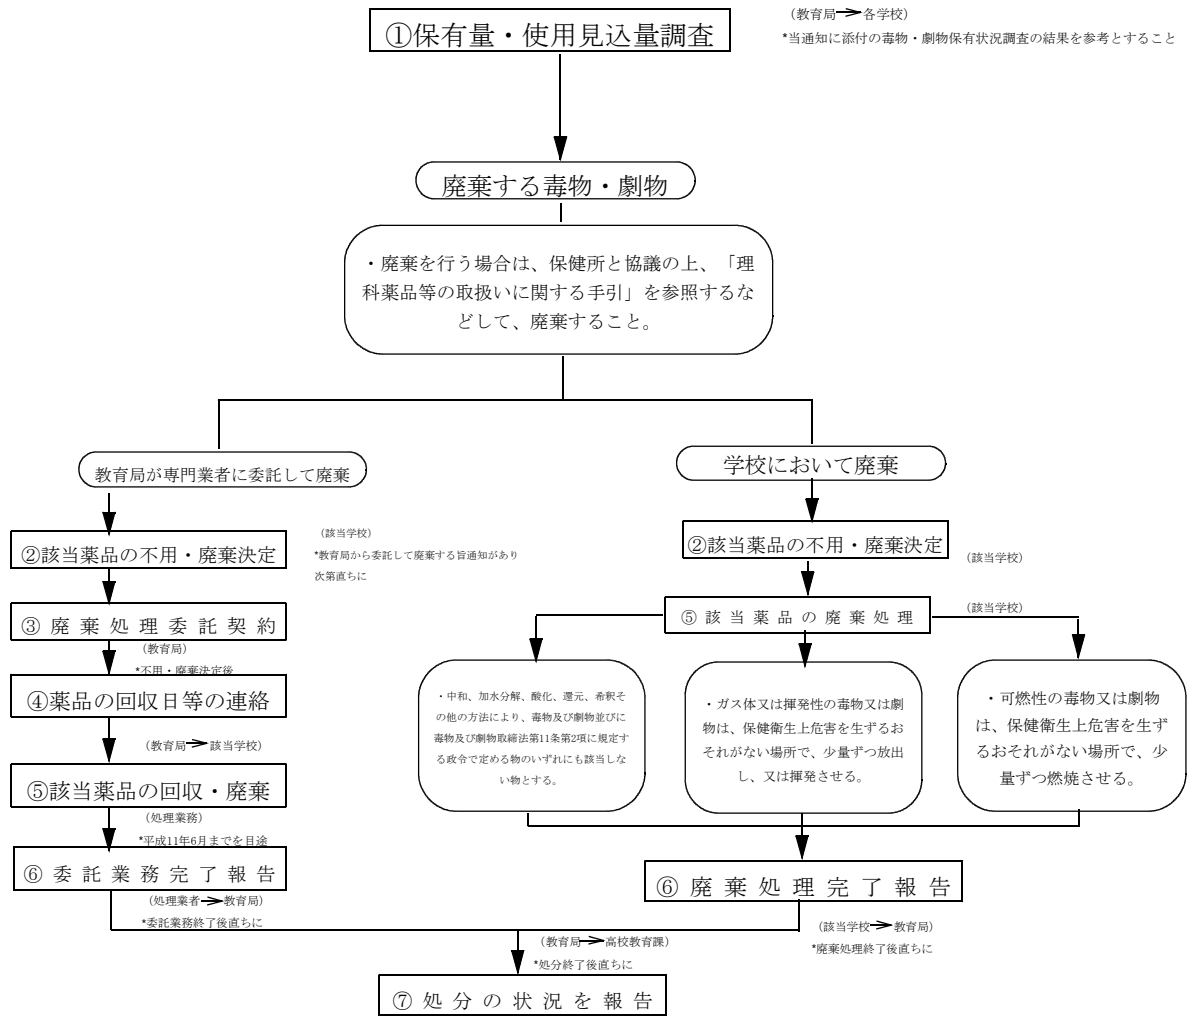 ①保有量・使用見込量調査
（教育局→各学校）
*当通知に添付の毒物・劇物保有状況調査の結果を参考とすること
廃棄する毒物・劇物
・廃棄を行う場合は、保健所と協議の上、「理
科薬品等の取扱いに関する手引」を参照するな
どして、廃棄すること。
教育局が専門業者に委託して廃棄
②該当薬品の不用・廃棄決定
（該当学校）
*教育局から委託して廃棄する旨通知があり
次第直ちに
③廃棄処理委託契約
（教育局）
*不用・廃棄決定後
④薬品の回収日等の連絡
（教育局→該当学校）
⑤該当薬品の回収・廃棄
（処理業務）
*平成11年6月までを目途
⑥委託業務完了報告
（処理業者→教育局）
*委託業務終了後直ちに
学校において廃棄
②該当薬品の不用・廃棄決定
（該当学校）
⑤該当薬品の廃棄処理
（該当学校）
・中和、加水分解、酸化、還元、希釈そ
の他の方法により、毒物及び劇物並びに
毒物及び劇物取締法第11条第2項に規定す
る政令で定める物のいずれにも該当しな
い物とする。
・ガス体又は揮発性の毒物又は劇
物は、保健衛生上危害を生ずるお
それがない場所で、少量ずつ放出
し、又は揮発させる。
・可燃性の毒物又は劇物
は、保健衛生上危害を生ず
るおそれがない場所で、少
量ずつ燃焼させる。
⑥廃棄処理完了報告
（該当学校→教育局）
*廃棄処理終了後直ちに
（教育局→高校教育課）
*処分終了後直ちに
⑦処分の状況を報告